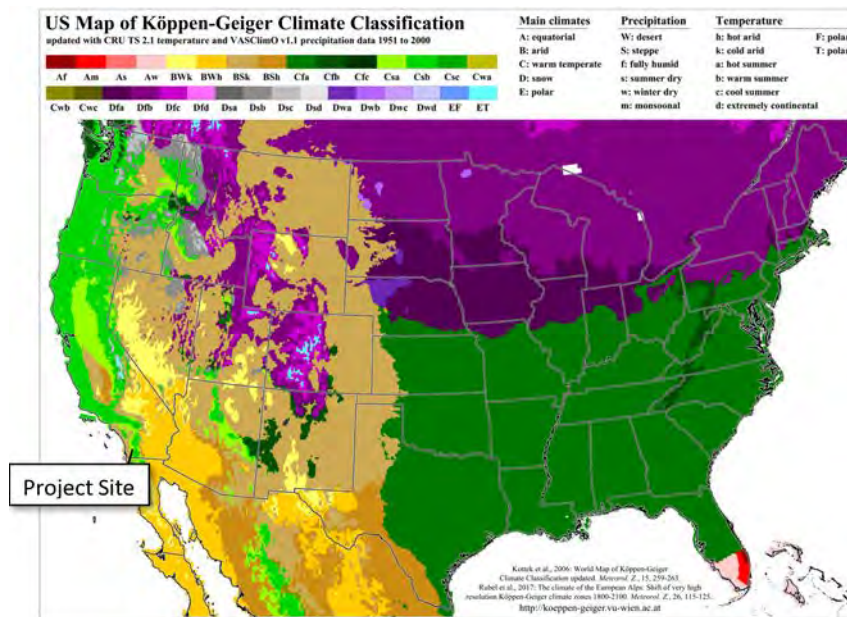 US Map of Köppen-Geiger Climate Classification
updated with CRU TS 2.1 temperature and VASClimO v1.1 precipitation data 1951 to 2000
Af Am As Aw BWk BWh BSk BSh Cfa Cfb Cfc Csa Csb Csc Cwa
Cwb Cwc Dfa Dfb Dfc Dfd Dsa Dsb Dsc Dsd Dwa Dwb Dwc Dwd EF ET
Main climates
A: equatorial
B: arid
C: warm temperate
D: snow
E: polar
Precipitation
W: desert
S: steppe
f: fully humid
s: summer dry
w: winter dry
m: monsoonal
Temperature
h: hot arid
k: cold arid
a: hot summer
b: warm summer
c: cool summer
d: extremely continental
F: polar
T: polar
Project Site
Kottek et al., 2006: World Map of Köppen-Geiger
Climate Classification updated. Meteorol. Z., 15, 259-263.
Rubel et al., 2017: The climate of the European Alps: Shift of very high
resolution Köppen-Geiger climate zones 1800-2100. Meteorol. Z., 26, 115-125.
http://koeppen-geiger.vu-wien.ac.at